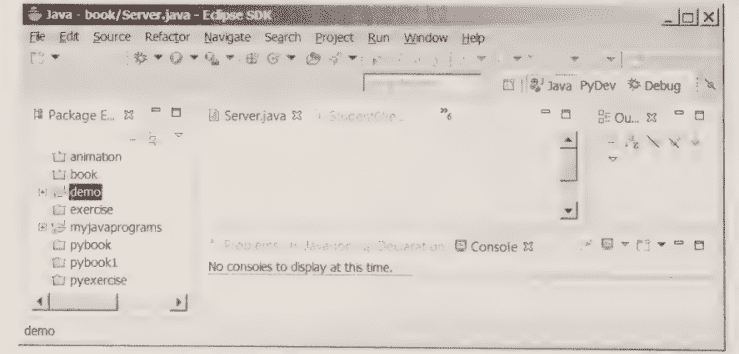 Java - book/Server.java - Eclipse SDK
File Edit Source Refactor Navigate Search Project Run Window Help
Java PyDev Debug
Package E...
Server.java
Ou...
animation
book
demo
exercise
myjavaprograms
pybook
pybook1
pyexercise
Problems Declaration Console
No consoles to display at this time.
demo